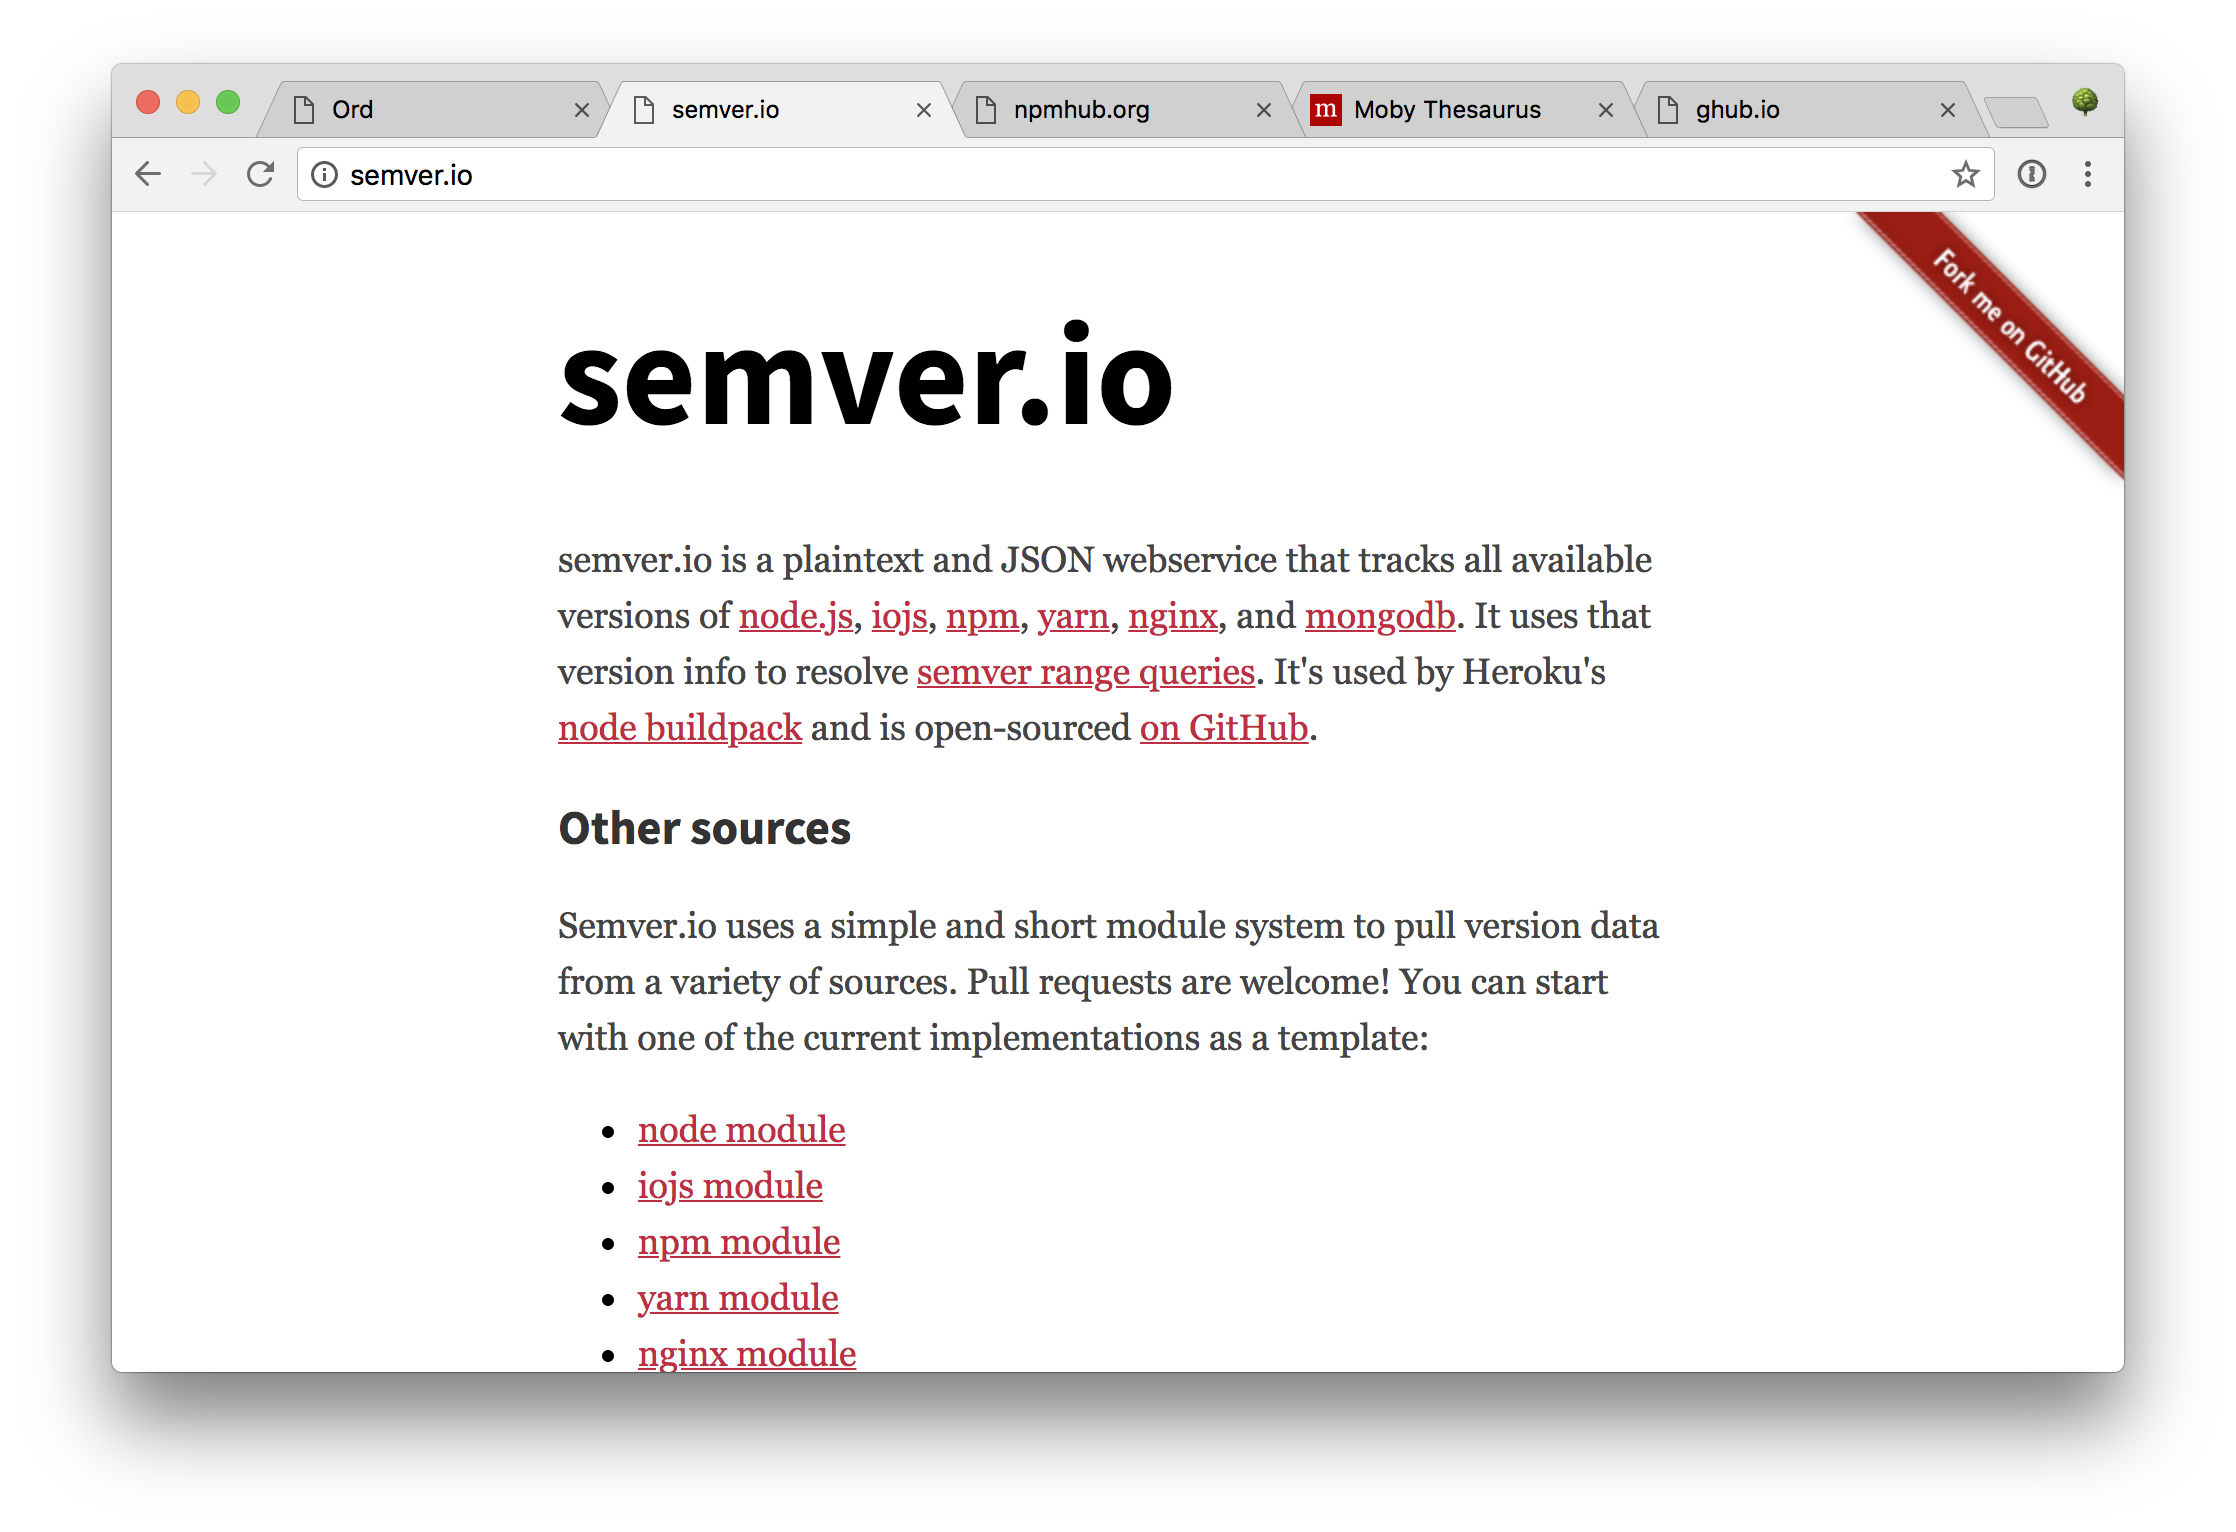 Ord
semver.io
npmhub.org
m Moby Thesaurus
ghub.io
semver.io
Fork me on GitHub
semver.io
semver.io is a plaintext and JSON webservice that tracks all available
versions of node.js, iojs, npm, yarn, nginx, and mongodb. It uses that
version info to resolve semver range queries. It's used by Heroku's
node buildpack and is open-sourced on GitHub.
Other sources
Semver.io uses a simple and short module system to pull version data
from a variety of sources. Pull requests are welcome! You can start
with one of the current implementations as a template:
• node module
• iojs module
• npm module
• yarn module
• nginx module